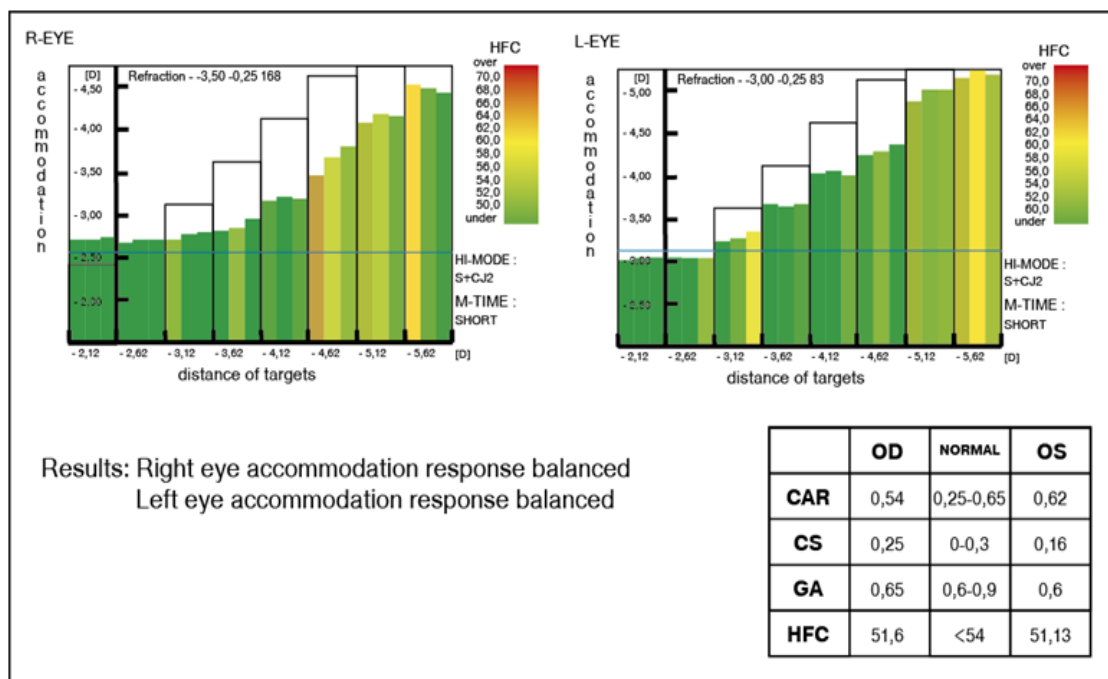 R-EYE
HFC
over
70,0
68,0
66,0
64,0
62,0
60,0
58,0
56,0
54,0
52,0
50,0
under
accommodation
[D]
Refraction - -3,50 -0,25 168
- 4,50
- 4,00
- 3,50
- 3,00
- 2,50
- 2,00
HI-MODE :
S+CJ2
M-TIME :
SHORT
- 2,12 - 2,62 - 3,12 - 3,62 - 4,12 - 4,62 - 5,12 - 5,62 [D]
distance of targets
L-EYE
HFC
over
70,0
68,0
66,0
64,0
62,0
60,0
58,0
56,0
54,0
52,0
60,0
under
accommodation
[D]
Refraction - -3,00 -0,25 83
- 5,00
- 4,50
- 4,00
- 3,50
- 3,00
- 2,50
HI-MODE :
S+CJ2
M-TIME :
SHORT
- 2,12 - 2,62 - 3,12 - 3,62 - 4,12 - 4,62 - 5,12 - 5,62 [D]
distance of targets
Results: Right eye accommodation response balanced
Left eye accommodation response balanced
OD NORMAL OS
CAR 0,54 0,25-0,65 0,62
CS 0,25 0-0,3 0,16
GA 0,65 0,6-0,9 0,6
HFC 51,6 <54 51,13